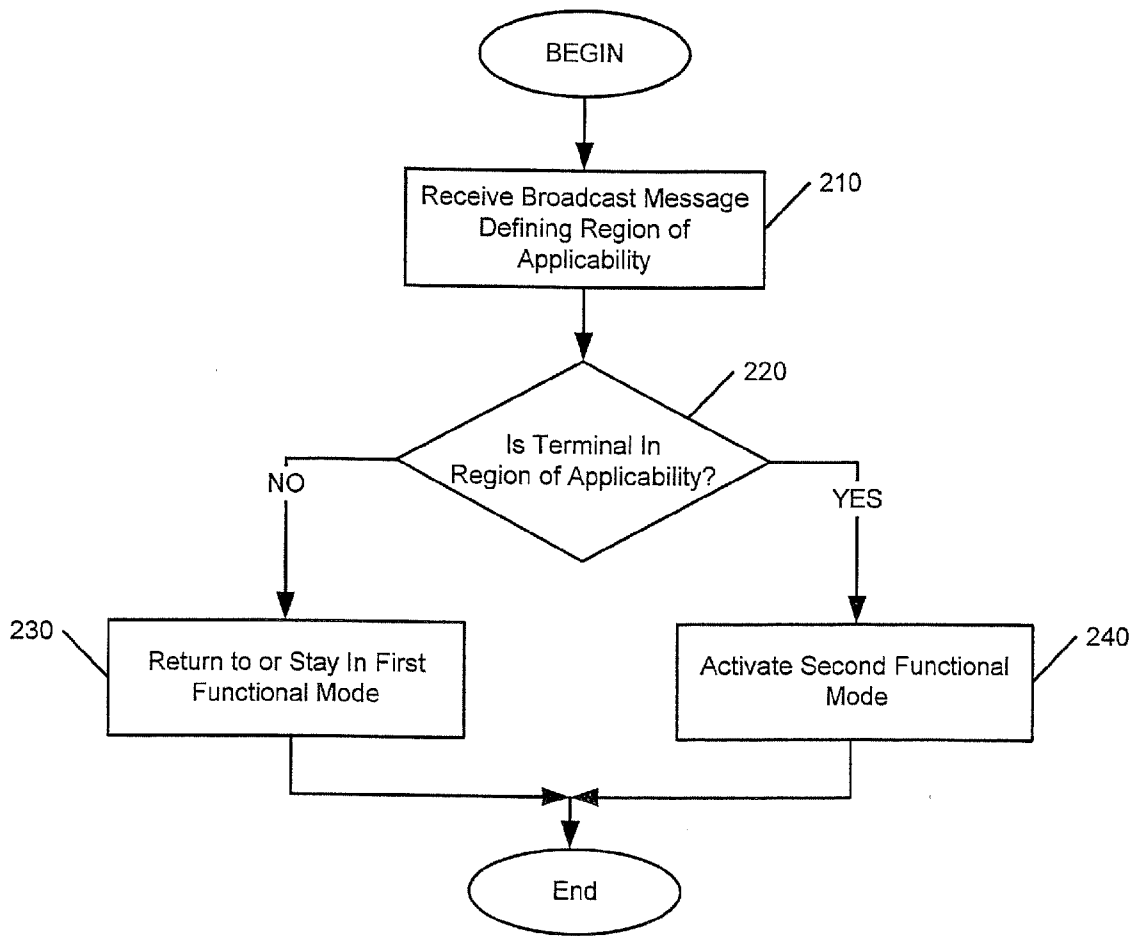 BEGIN
Receive Broadcast Message
Defining Region of
Applicability
210
220
Is Terminal In
Region of Applicability?
NO
YES
230
Return to or Stay In First
Functional Mode
240
Activate Second Functional
Mode
End